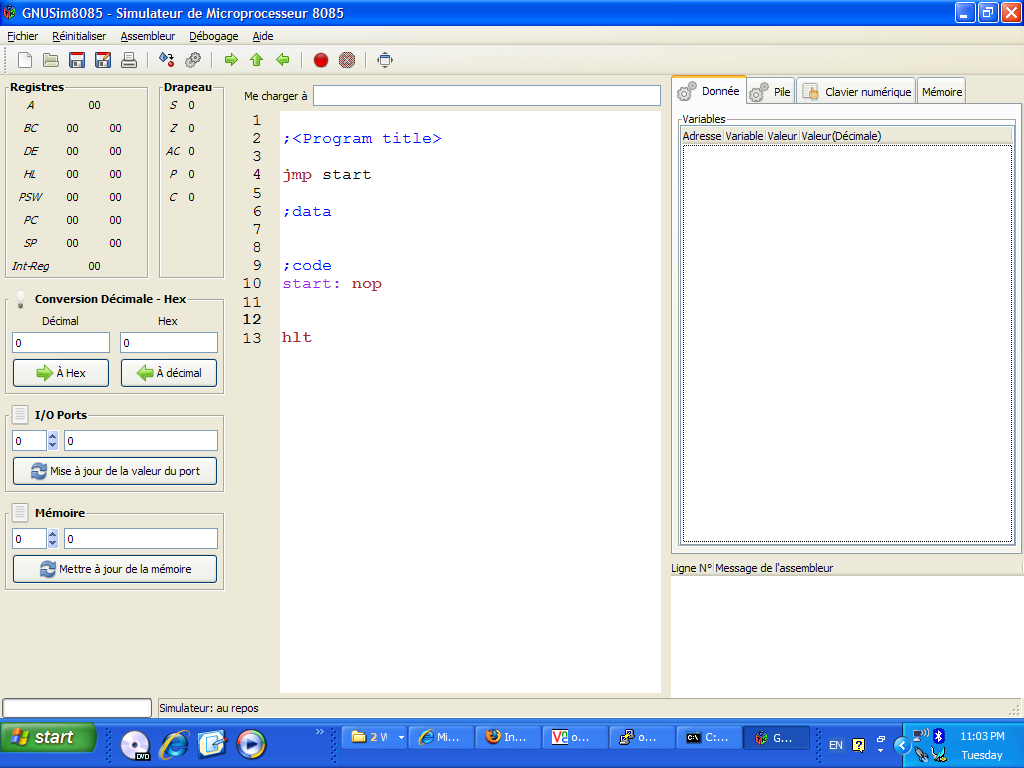 GNUSim8085 - Simulateur de Microprocesseur 8085
Fichier Réinitialiser Assembleur Débogage Aide
Registres
A 00
BC 00 00
DE 00 00
HL 00 00
PSW 00 00
PC 00 00
SP 00 00
Int-Reg 00
Drapeau
S 0
Z 0
AC 0
P 0
C 0
Conversion Décimale - Hex
Décimal Hex
0 0
À Hex À décimal
I/O Ports
0 0
Mise à jour de la valeur du port
Mémoire
0 0
Mettre à jour de la mémoire
Me charger à
1
2 ;<Program title>
3
4 jmp start
5
6 ;data
7
8
9 ;code
10 start: nop
11
12
13 hlt
Donnée Pile Clavier numérique Mémoire
Variables
Adresse Variable Valeur Valeur(Décimale)
Ligne N° Message de l'assembleur
Simulateur: au repos
start
DVD
»
2 W
Mi...
In...
o...
o...
C:...
G...
EN
?
11:03 PM
Tuesday